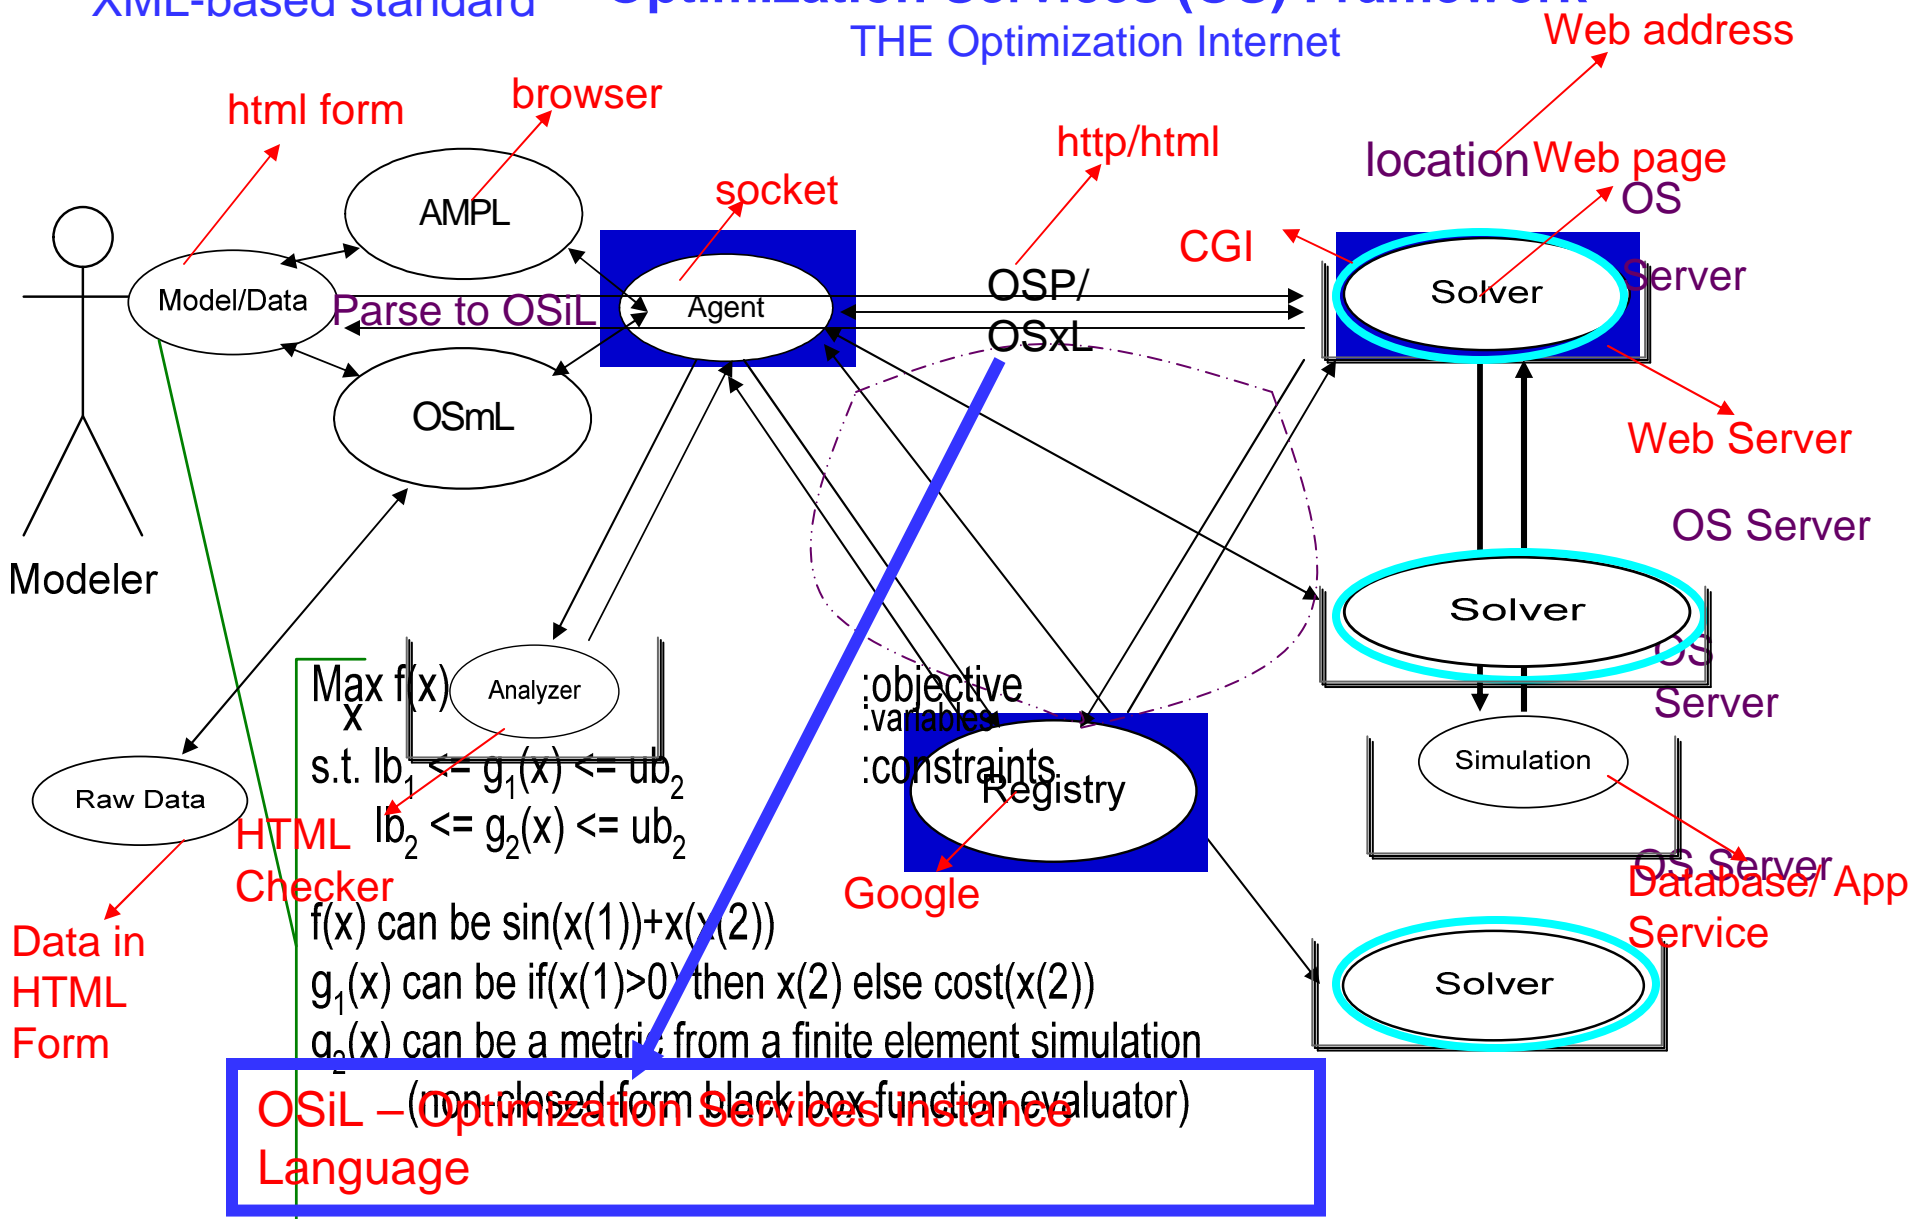 XML-based standard
Optimization Services (OS) Framework
THE Optimization Internet
Web address
html form
browser
http/html
location
Web page
socket
OS
Server
AMPL
CGI
OSP/
OSxL
Solver
Model/Data
Parse to OSiL
Agent
OSmL
Web Server
OS Server
Modeler
Solver
OS
Server
Max f(x)
x
Analyzer
:objective
:variables
s.t. lb1 <= g1(x) <= ub2
:constraints
lb2 <= g2(x) <= ub2
Registry
Simulation
Raw Data
HTML
Checker
Google
OS Server
Database/ App
Service
Data in
HTML
Form
f(x) can be sin(x(1))+x(x(2))
g1(x) can be if(x(1)>0) then x(2) else cost(x(2))
g2(x) can be a metric from a finite element simulation
(non-closed form black box function evaluator)
Solver
OSiL – Optimization Services instance
Language